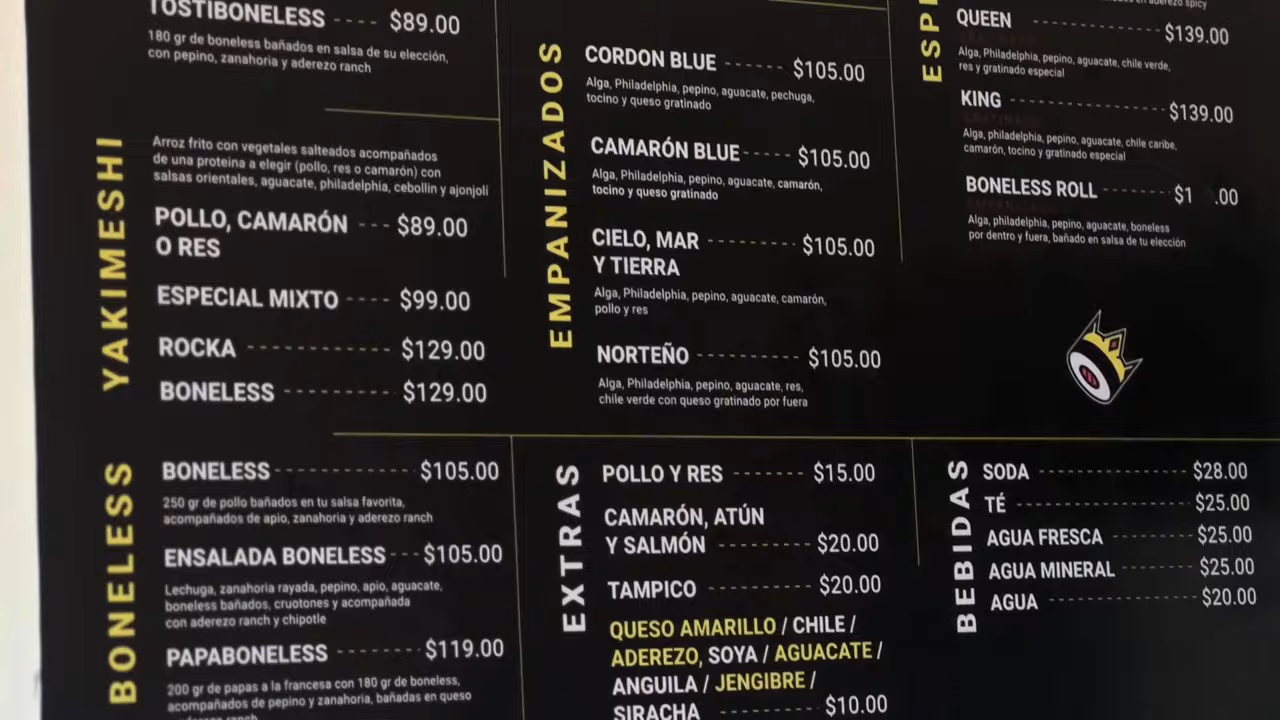 TOSTIBONELESS ---- $89.00
180 gr de boneless bañados en salsa de su elección,
con pepino, zanahoria y aderezo ranch
YAKIMESHI
Arroz frito con vegetales salteados acompañados
de una proteina a elegir (pollo, res o camarón) con
salsas orientales, aguacate, philadelphia, cebollin y ajonjolí
POLLO, CAMARÓN --- $89.00
O RES
ESPECIAL MIXTO ---- $99.00
ROCKA ------------- $129.00
BONELESS ---------- $129.00
BONELESS
BONELESS ------------- $105.00
250 gr de pollo bañados en tu salsa favorita,
acompañados de apio, zanahoria y aderezo ranch
ENSALADA BONELESS --- $105.00
Lechuga, zanahoria rayada, pepino, apio, aguacate,
boneless bañados, cruotones y acompañada
con aderezo ranch y chipotle
PAPABONELESS -------- $119.00
200 gr de papas a la francesa con 180 gr de boneless,
acompañados de pepino y zanahoria, bañadas en queso
EMPANIZADOS
CORDON BLUE ------ $105.00
Alga, Philadelphia, pepino, aguacate, pechuga,
tocino y queso gratinado
CAMARÓN BLUE ----- $105.00
Alga, Philadelphia, pepino, aguacate, camarón,
tocino y queso gratinado
CIELO, MAR --------- $105.00
Y TIERRA
Alga, Philadelphia, pepino, aguacate, camarón,
pollo y res
NORTEÑO ---------- $105.00
Alga, Philadelphia, pepino, aguacate, res,
chile verde con queso gratinado por fuera
EXTRAS
POLLO Y RES ------- $15.00
CAMARÓN, ATÚN
Y SALMÓN --------- $20.00
TAMPICO ---------- $20.00
QUESO AMARILLO / CHILE /
ADEREZO, SOYA / AGUACATE /
ANGUILA / JENGIBRE /
SIRACHA ---------- $10.00
spicy
QUEEN ------------- $139.00
Alga, Philadelphia, pepino, aguacate, chile verde,
res y gratinado especial
KING ---------------- $139.00
Alga, philadelphia, pepino, aguacate, chile caribe,
camarón, tocino y gratinado especial
BONELESS ROLL -------- $1 .00
Alga, philadelphia, pepino, aguacate, boneless
por dentro y fuera, bañado en salsa de tu elección
BEBIDAS
SODA ------------------ $28.00
TÉ --------------------- $25.00
AGUA FRESCA ---------- $25.00
AGUA MINERAL -------- $25.00
AGUA ----------------- $20.00